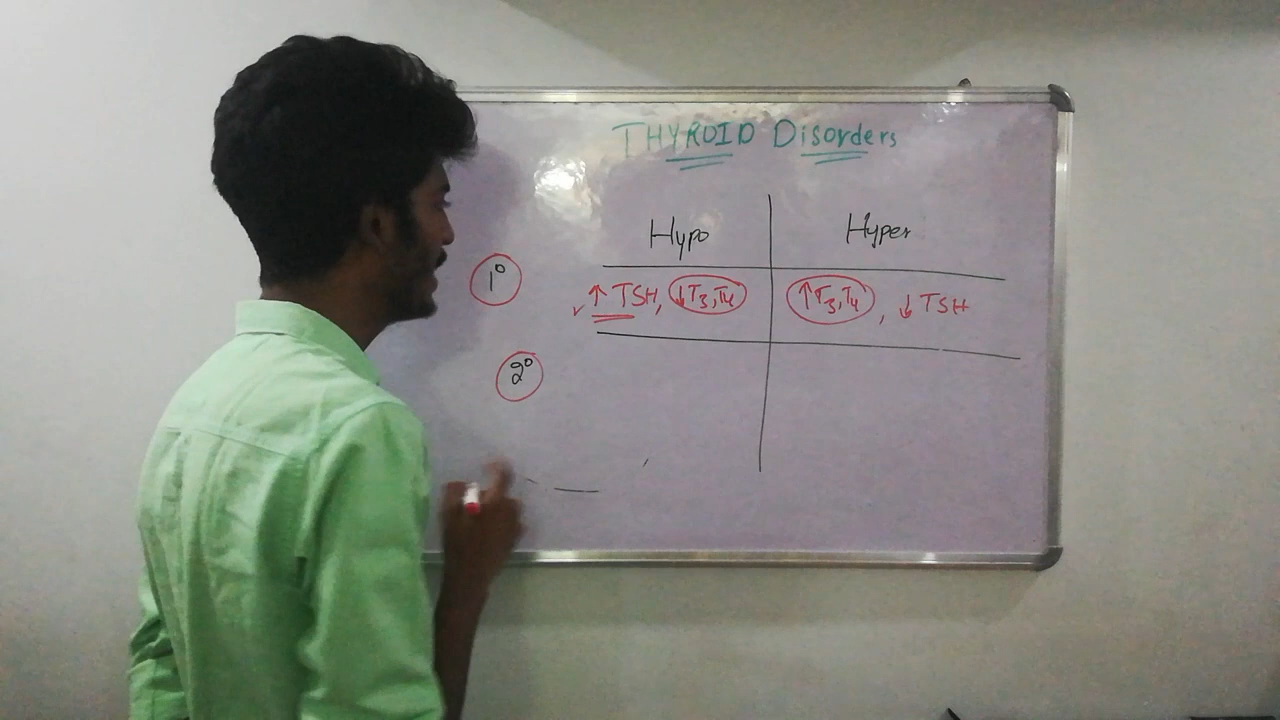 THYROID Disorders
Hypo Hyper
1° ↑ TSH, ↓T3,T4 ↑T3,T4, ↓ TSH
2°